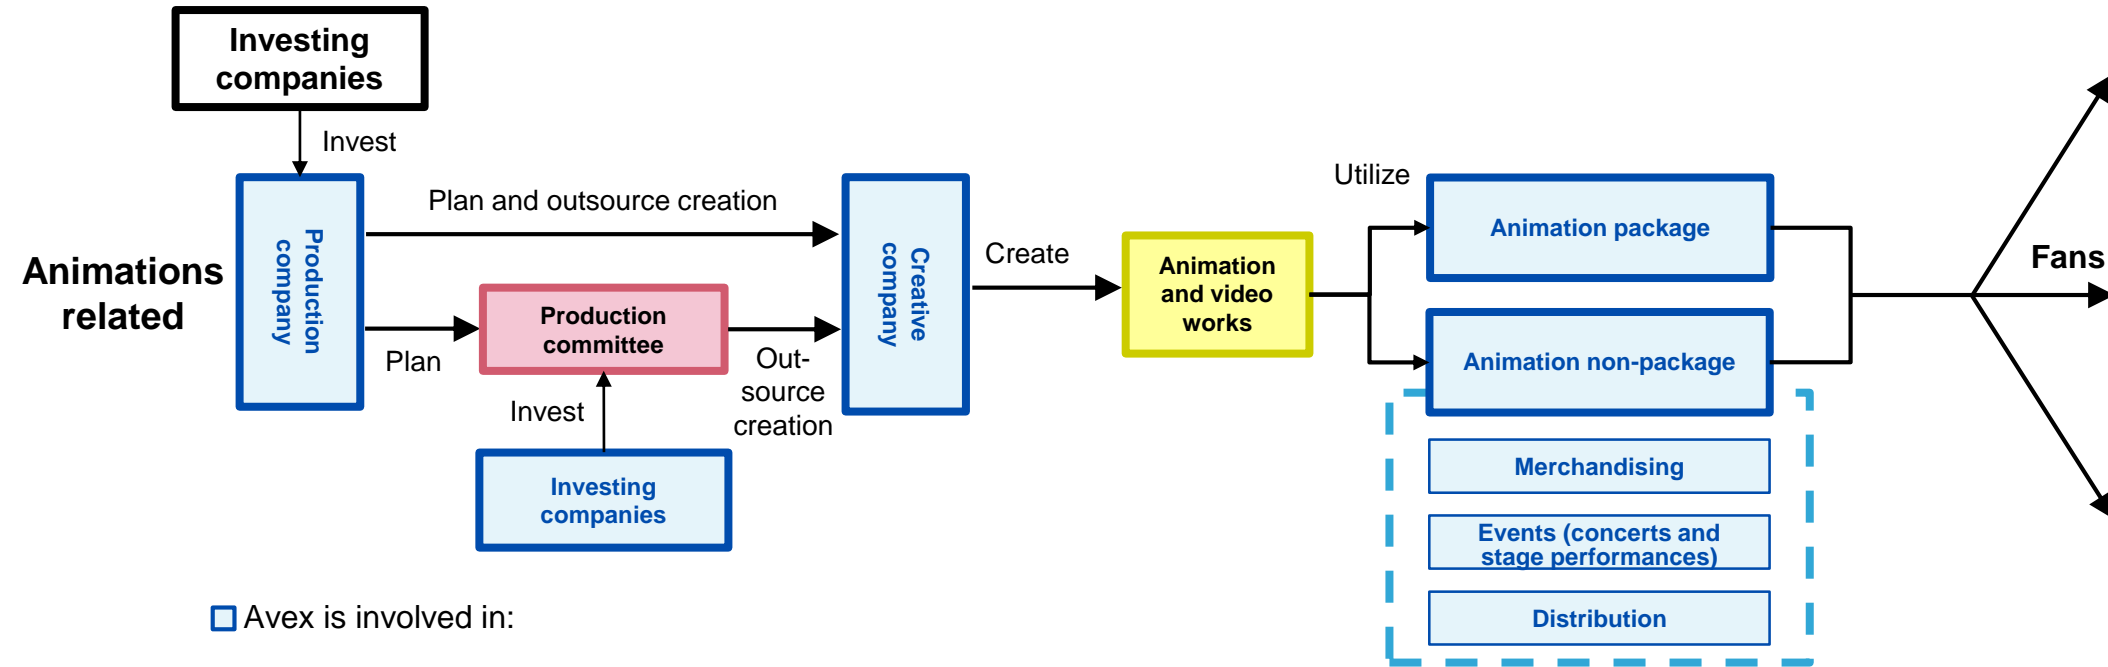 Investing
companies
Invest
Animations
related
Production
company
Plan and outsource creation
Plan
Production
committee
Invest
Investing
companies
Out-
source
creation
Creative
company
Create
Animation
and video
works
Utilize
Animation package
Animation non-package
Merchandising
Events (concerts and
stage performances)
Distribution
Fans
Avex is involved in: